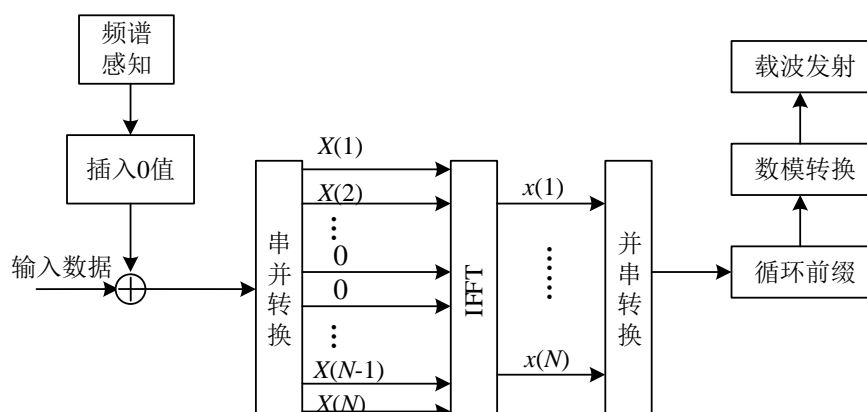 频谱
感知
插入0值
输入数据
串并转换
X(1)
X(2)
...
0
0
...
X(N-1)
X(N)
IFFT
x(1)
......
x(N)
并串转换
循环前缀
数模转换
载波发射